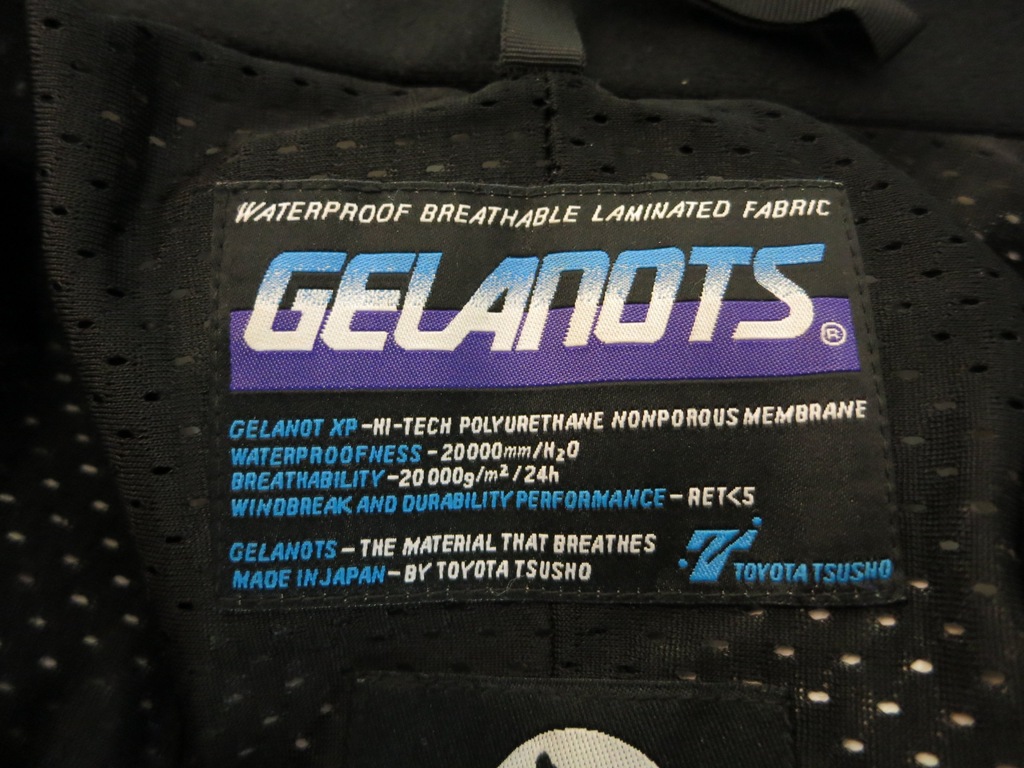 WATERPROOF BREATHABLE LAMINATED FABRIC
GELANOTS®
GELANOT XP-HI-TECH POLYURETHANE NONPOROUS MEMBRANE
WATERPROOFNESS-20000mm/H₂O
BREATHABILITY-20000g/m²/24h
WINDBREAK AND DURABILITY PERFORMANCE-RET<5
GELANOTS-THE MATERIAL THAT BREATHES
MADE IN JAPAN-BY TOYOTA TSUSHO
TOYOTA TSUSHO